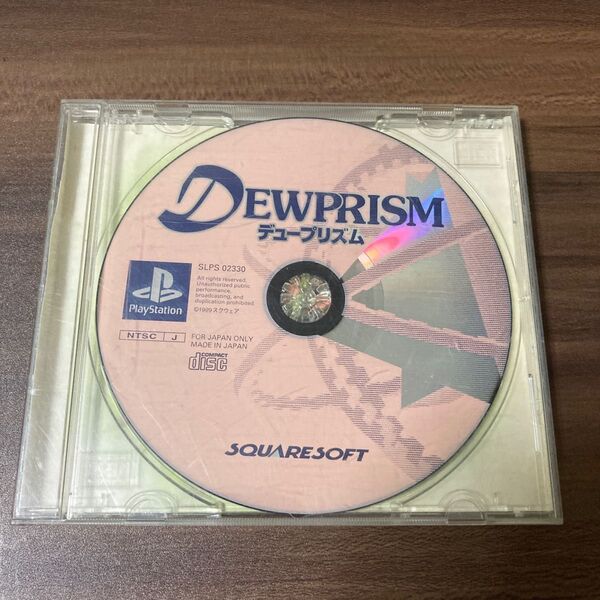 DEWPRISM
デュープリズム
SLPS 02330
All rights reserved.
Unauthorized public
performance,
broadcasting, and
duplication prohibited.
©1999 スクウェア
PlayStation
NTSC J
FOR JAPAN ONLY
MADE IN JAPAN
COMPACT
disc
SQUARESOFT